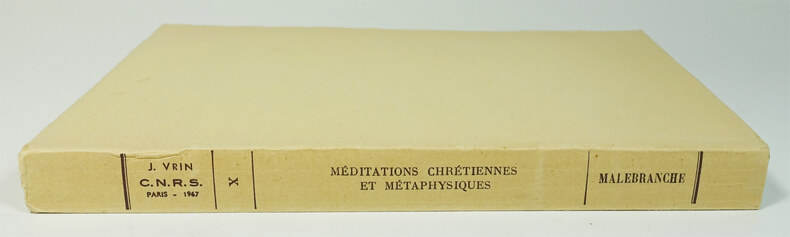 J. VRIN
C.N.R.S.
PARIS - 1967
X
MÉDITATIONS CHRÉTIENNES
ET MÉTAPHYSIQUES
MALEBRANCHE